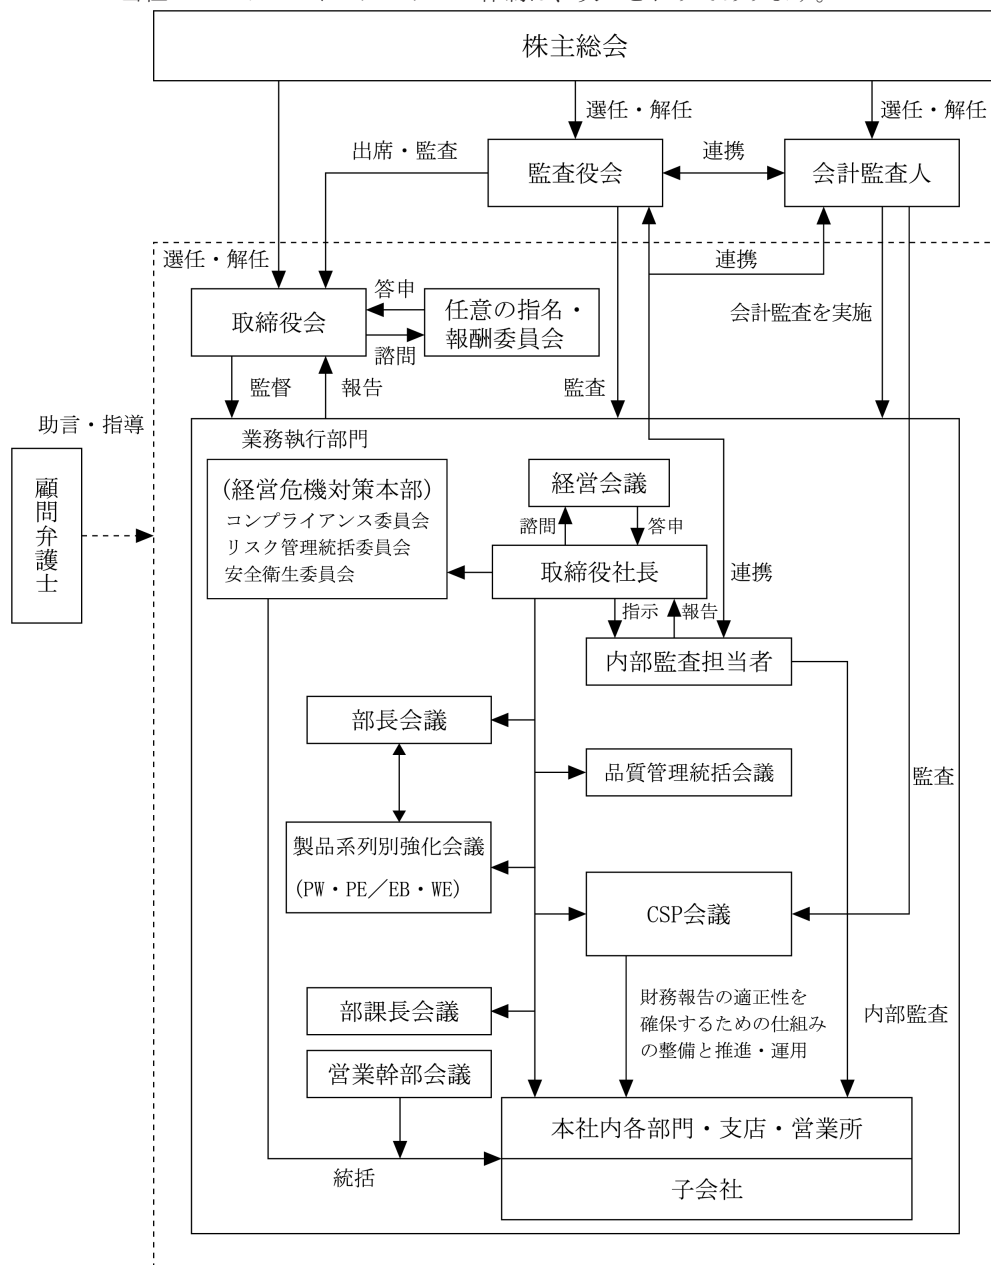 株主総会
選任・解任
選任・解任
出席・監査
監査役会
連携
会計監査人
選任・解任
連携
答申
取締役会
任意の指名・
報酬委員会
会計監査を実施
諮問
監督
報告
監査
助言・指導
業務執行部門
顧問弁護士
(経営危機対策本部)
コンプライアンス委員会
リスク管理統括委員会
安全衛生委員会
経営会議
諮問
答申
取締役社長
連携
指示
報告
内部監査担当者
部長会議
品質管理統括会議
監査
製品系列別強化会議
(PW・PE／EB・WE)
CSP会議
部課長会議
財務報告の適正性を
確保するための仕組み
の整備と推進・運用
内部監査
営業幹部会議
本社内各部門・支店・営業所
統括
子会社